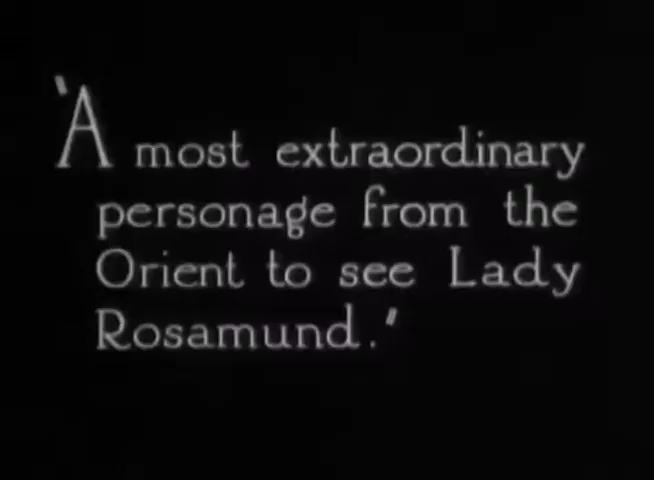 'A most extraordinary
personage from the
Orient to see Lady
Rosamund.'